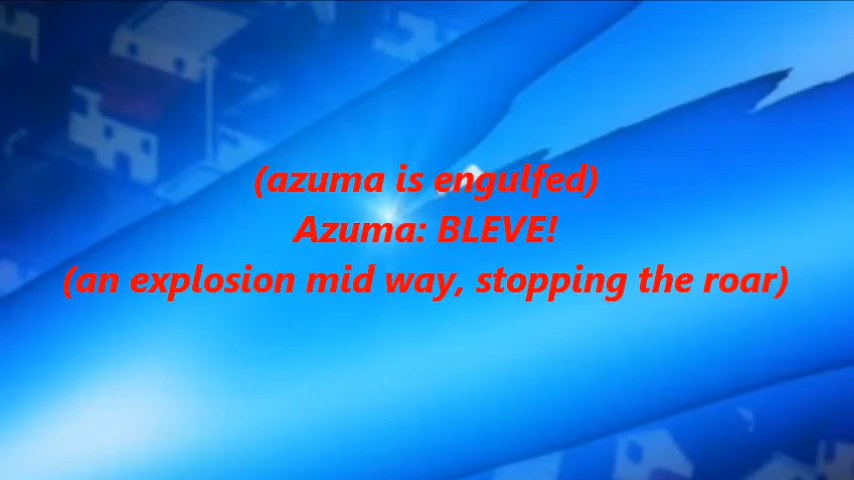 (azuma is engulfed)
Azuma: BLEVE!
(an explosion mid way, stopping the roar)